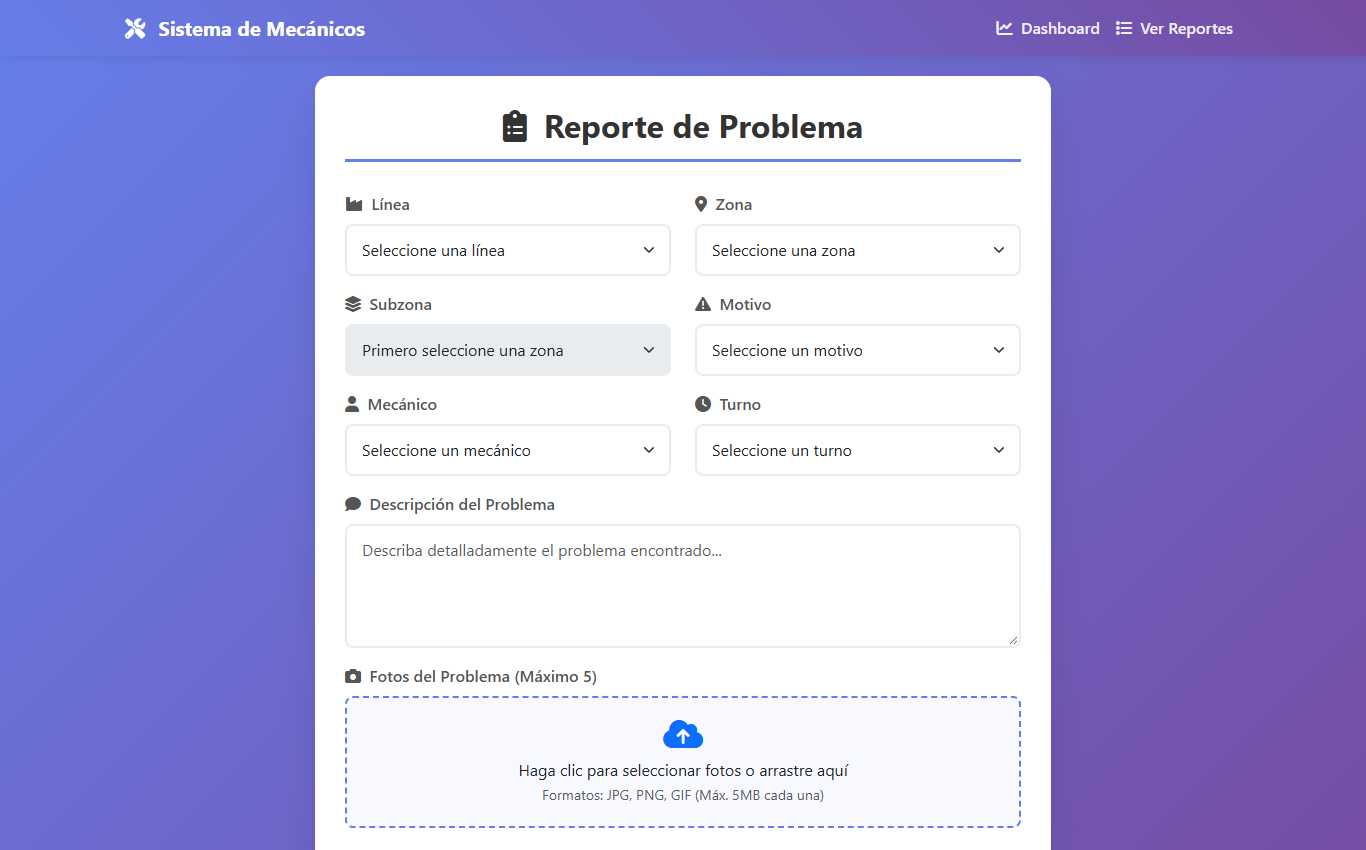 Sistema de Mecánicos
Dashboard
Ver Reportes
Reporte de Problema
Línea
Zona
Seleccione una línea
Seleccione una zona
Subzona
Motivo
Primero seleccione una zona
Seleccione un motivo
Mecánico
Turno
Seleccione un mecánico
Seleccione un turno
Descripción del Problema
Describa detalladamente el problema encontrado...
Fotos del Problema (Máximo 5)
Haga clic para seleccionar fotos o arrastre aquí
Formatos: JPG, PNG, GIF (Máx. 5MB cada una)